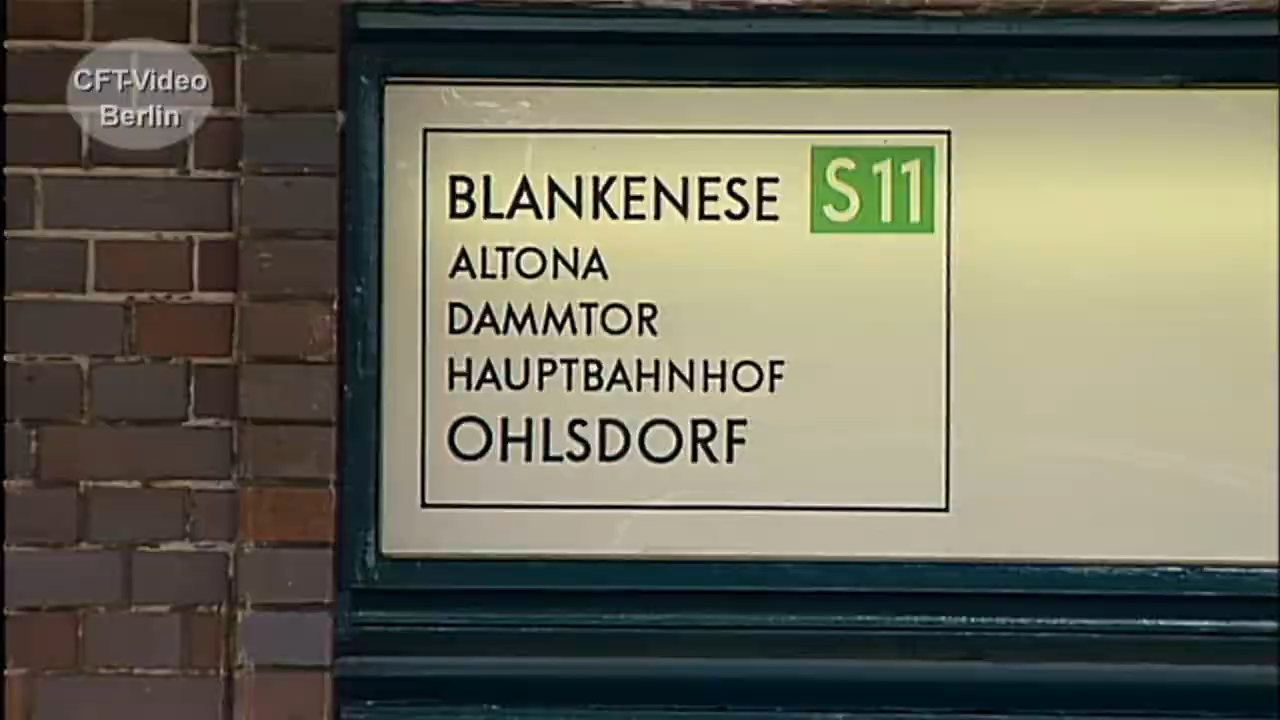 CFT-Video
Berlin
BLANKENESE S11
ALTONA
DAMMTOR
HAUPTBAHNHOF
OHLSDORF